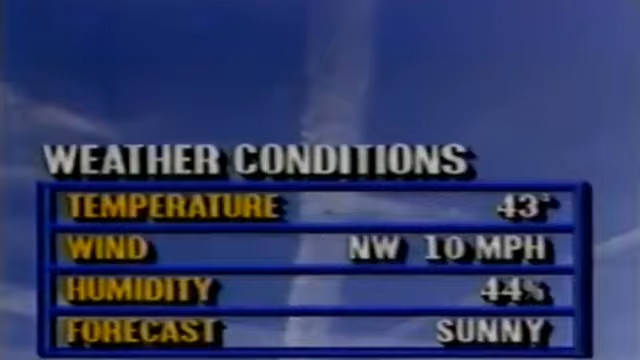 WEATHER CONDITIONS
TEMPERATURE 43°
WIND NW 10 MPH
HUMIDITY 44%
FORECAST SUNNY